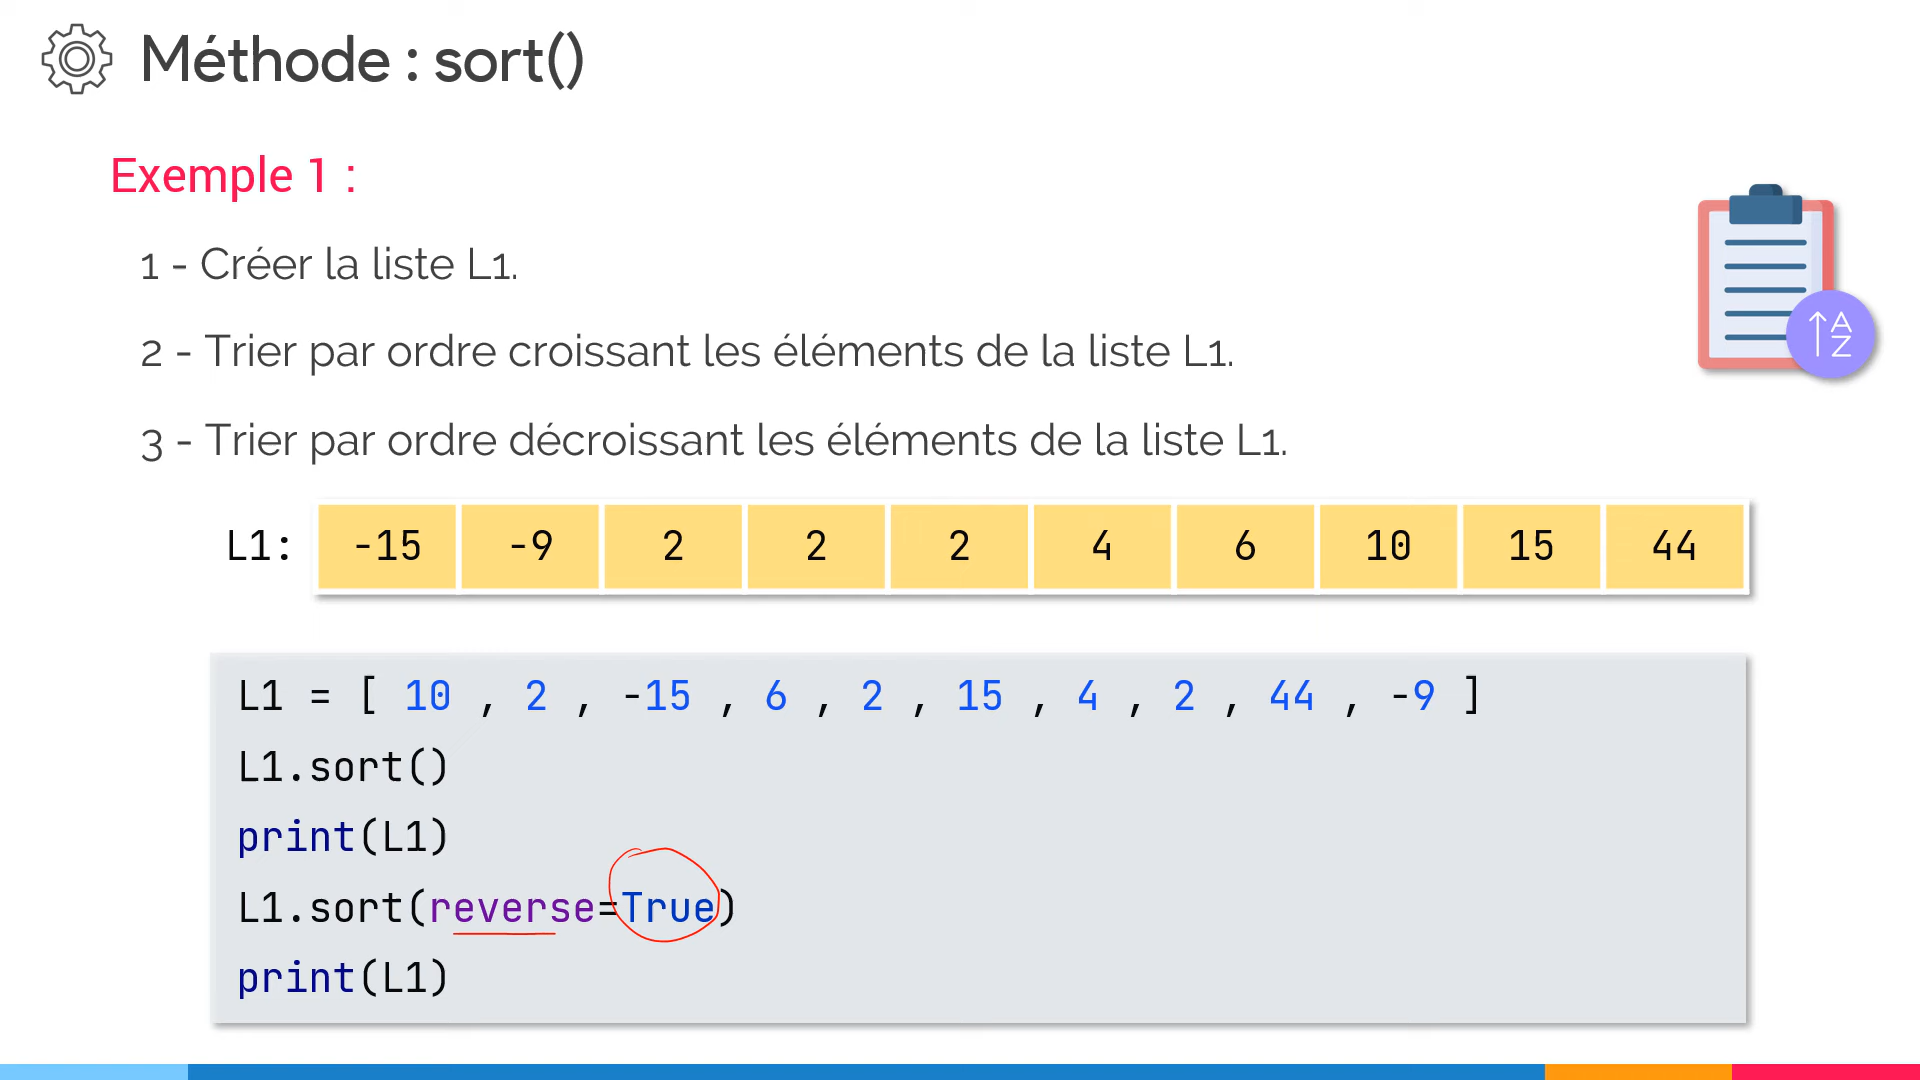 Méthode : sort()
Exemple 1 :
1 - Créer la liste L1.
2 - Trier par ordre croissant les éléments de la liste L1.
3 - Trier par ordre décroissant les éléments de la liste L1.
A
Z
L1: -15 -9 2 2 2 4 6 10 15 44
L1 = [ 10 , 2 , -15 , 6 , 2 , 15 , 4 , 2 , 44 , -9 ]
L1.sort()
print(L1)
L1.sort(reverse=True)
print(L1)